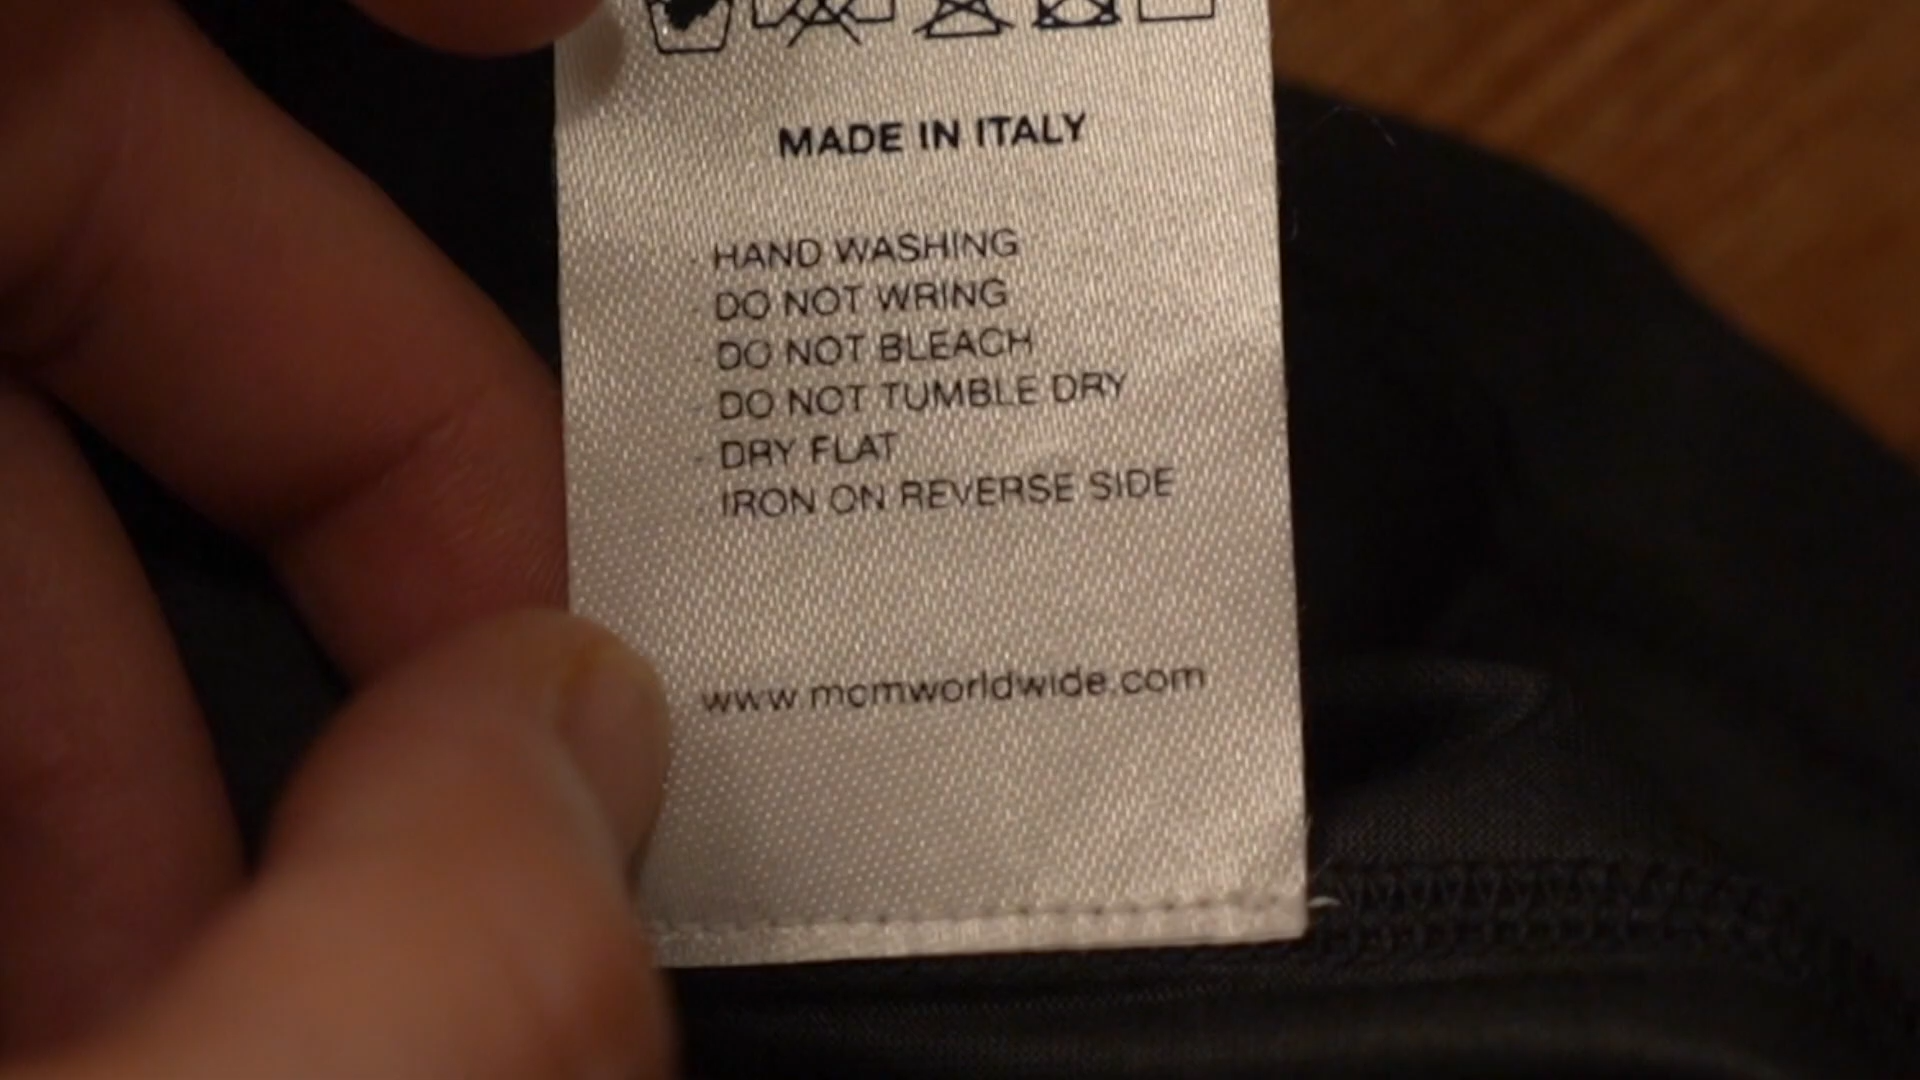 MADE IN ITALY
- HAND WASHING
- DO NOT WRING
- DO NOT BLEACH
- DO NOT TUMBLE DRY
- DRY FLAT
- IRON ON REVERSE SIDE
www.mcmworldwide.com